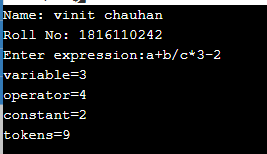 Name: vinit chauhan
Roll No: 1816110242
Enter expression:a+b/c*3-2
variable=3
operator=4
constant=2
tokens=9